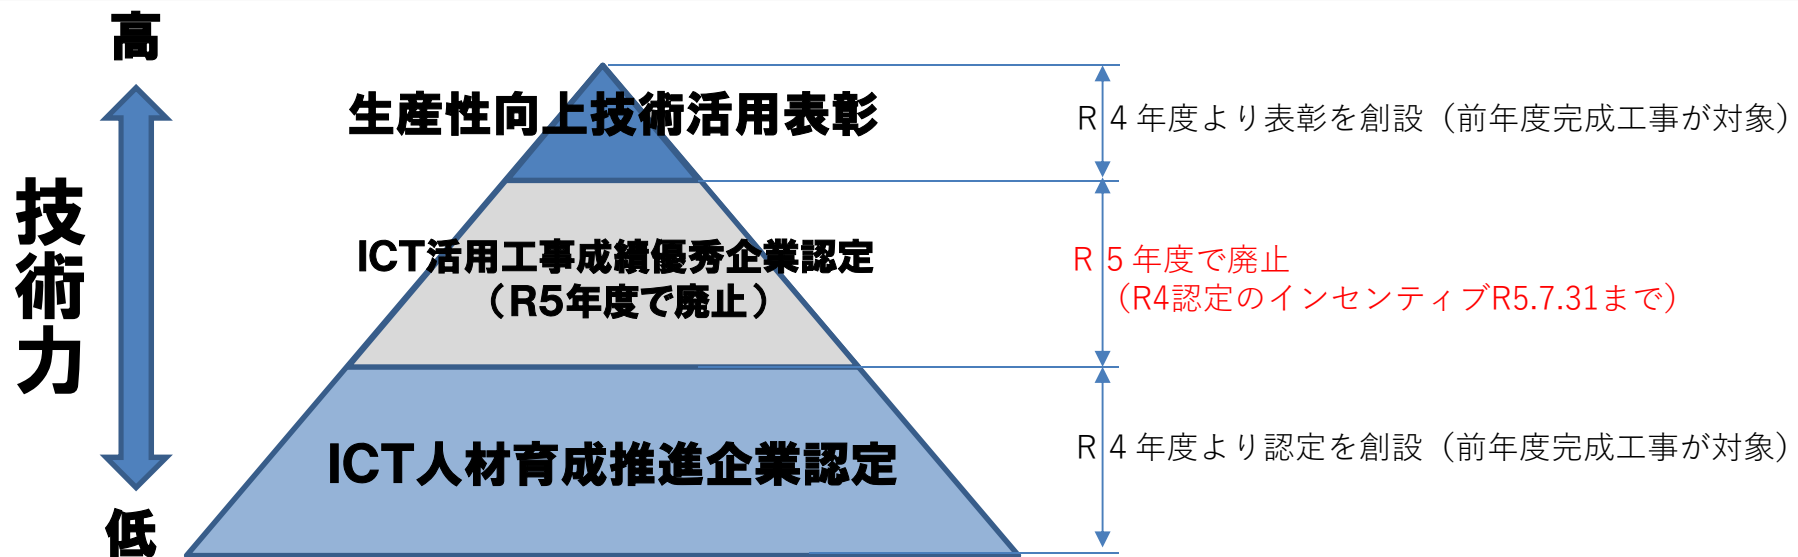 高
生産性向上技術活用表彰
R４年度より表彰を創設（前年度完成工事が対象）
技術力
ICT活用工事成績優秀企業認定
（R5年度で廃止）
R５年度で廃止
（R4認定のインセンティブR5.7.31まで）
ICT人材育成推進企業認定
R４年度より認定を創設（前年度完成工事が対象）
低